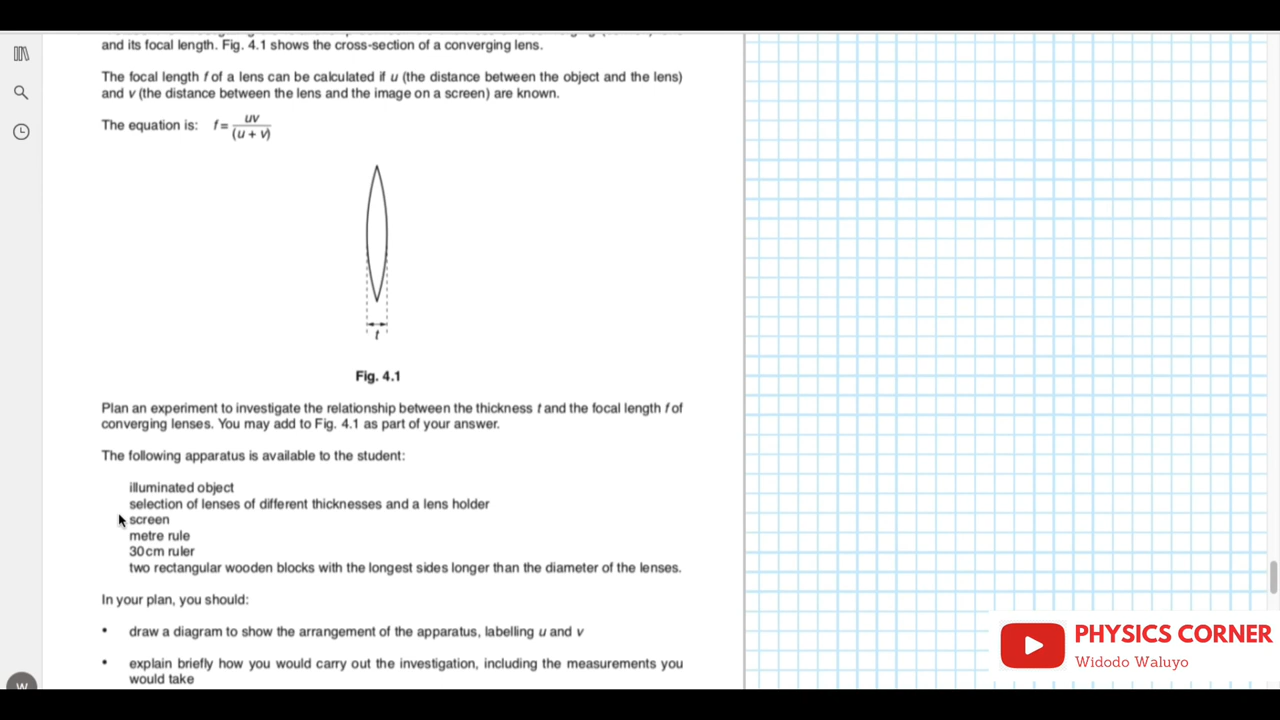 and its focal length. Fig. 4.1 shows the cross-section of a converging lens.
The focal length f of a lens can be calculated if u (the distance between the object and the lens)
and v (the distance between the lens and the image on a screen) are known.
The equation is: f = uv / (u + v)
t
Fig. 4.1
Plan an experiment to investigate the relationship between the thickness t and the focal length f of
converging lenses. You may add to Fig. 4.1 as part of your answer.
The following apparatus is available to the student:
illuminated object
selection of lenses of different thicknesses and a lens holder
screen
metre rule
30 cm ruler
two rectangular wooden blocks with the longest sides longer than the diameter of the lenses.
In your plan, you should:
• draw a diagram to show the arrangement of the apparatus, labelling u and v
• explain briefly how you would carry out the investigation, including the measurements you
would take
W
PHYSICS CORNER
Widodo Waluyo